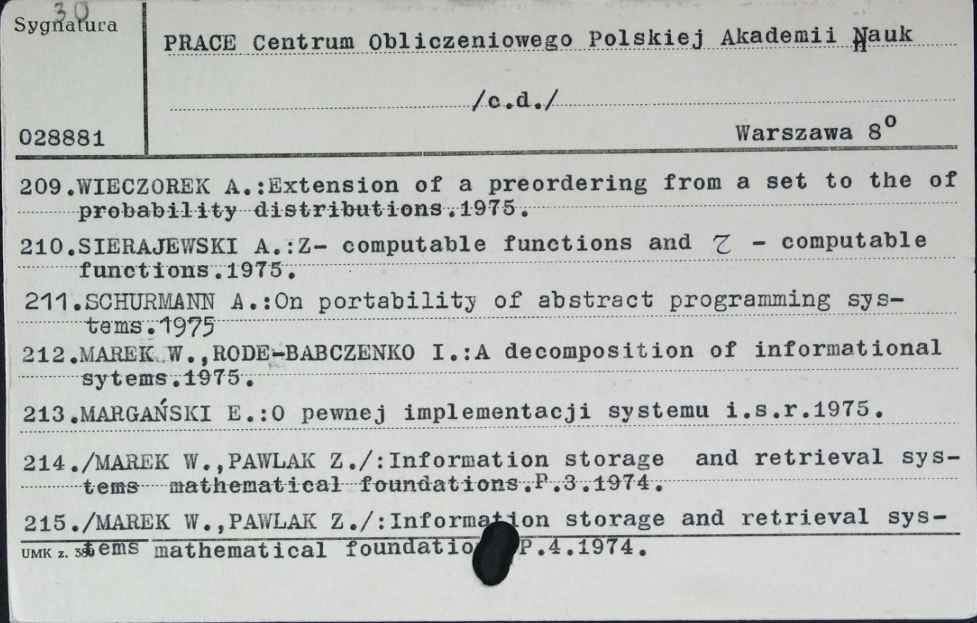 30
Sygnatura
PRACE Centrum Obliczeniowego Polskiej Akademii Nauk
/c.d./
028881
Warszawa 8º
209.WIECZOREK A.:Extension of a preordering from a set to the of
probability distributions.1975.
210.SIERAJEWSKI A.:Z- computable functions and τ - computable
functions.1975.
211.SCHURMANN A.:On portability of abstract programming sys-
tems.1975
212.MAREK W.,RODE-BABCZENKO I.:A decomposition of informational
sytems.1975.
213.MARGAŃSKI E.:O pewnej implementacji systemu i.s.r.1975.
214./MAREK W.,PAWLAK Z./:Information storage and retrieval sys-
tems mathematical foundations.P.3.1974.
215./MAREK W.,PAWLAK Z./:Information storage and retrieval sys-
UMK z. tems mathematical foundatio P.4.1974.